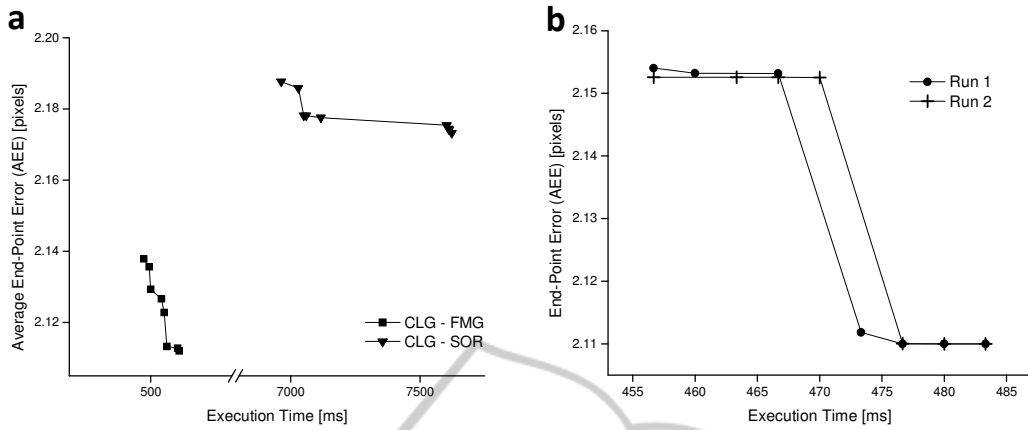 a
2.20
2.18
2.16
2.14
2.12
Average End-Point Error (AEE) [pixels]
CLG - FMG
CLG - SOR
500
7000
7500
Execution Time [ms]
b
2.16
2.15
2.14
2.13
2.12
2.11
End-Point Error (AEE) [pixels]
Run 1
Run 2
455
460
465
470
475
480
485
Execution Time [ms]